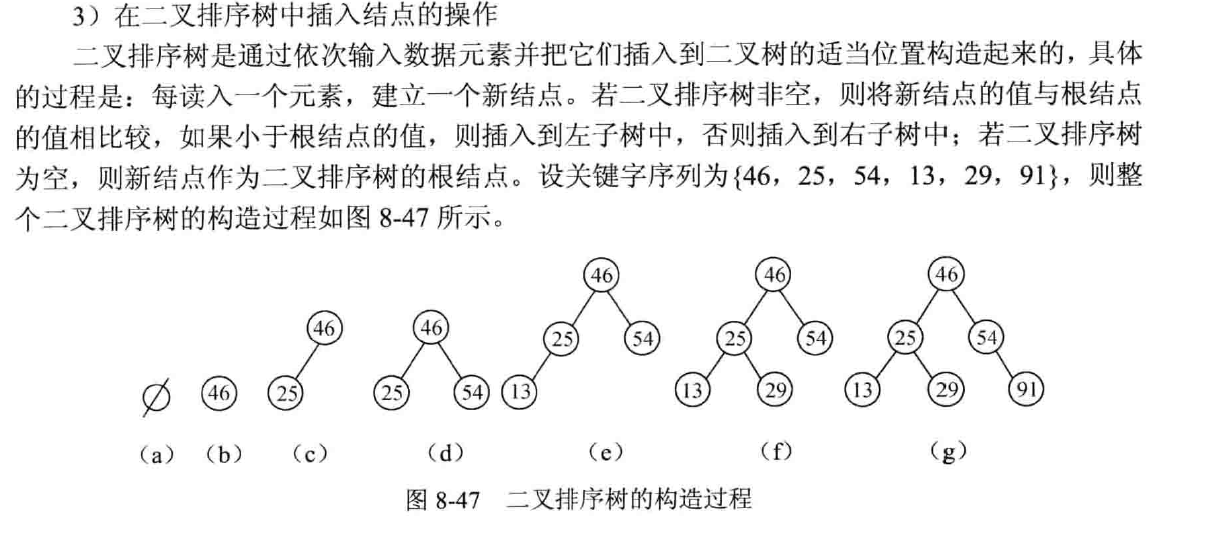 3）在二叉排序树中插入结点的操作
二叉排序树是通过依次输入数据元素并把它们插入到二叉树的适当位置构造起来的，具体
的过程是：每读入一个元素，建立一个新结点。若二叉排序树非空，则将新结点的值与根结点
的值相比较，如果小于根结点的值，则插入到左子树中，否则插入到右子树中；若二叉排序树
为空，则新结点作为二叉排序树的根结点。设关键字序列为{46，25，54，13，29，91}，则整
个二叉排序树的构造过程如图 8-47 所示。
46 46 46
46 46 25 54 25 54 25 54
∅ 46 25 25 54 13 13 29 13 29 91
（a） （b） （c） （d） （e） （f） （g）
图 8-47 二叉排序树的构造过程